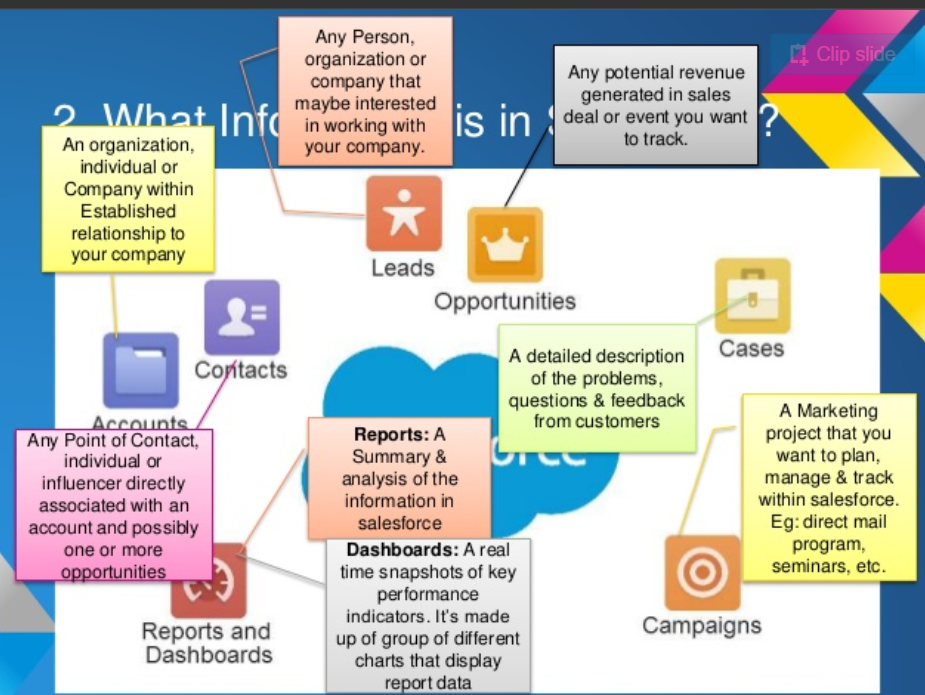 Clip slide
2. What Info is in S ?
Any Person,
organization or
company that
maybe interested
in working with
your company.
Any potential revenue
generated in sales
deal or event you want
to track.
An organization,
individual or
Company within
Established
relationship to
your company
Leads
Opportunities
Contacts
Accounts
Cases
A detailed description
of the problems,
questions & feedback
from customers
Any Point of Contact,
individual or
influencer directly
associated with an
account and possibly
one or more
opportunities
Reports: A
Summary &
analysis of the
information in
salesforce
A Marketing
project that you
want to plan,
manage & track
within salesforce.
Eg: direct mail
program,
seminars, etc.
Dashboards: A real
time snapshots of key
performance
indicators. It's made
up of group of different
charts that display
report data
Reports and
Dashboards
Campaigns